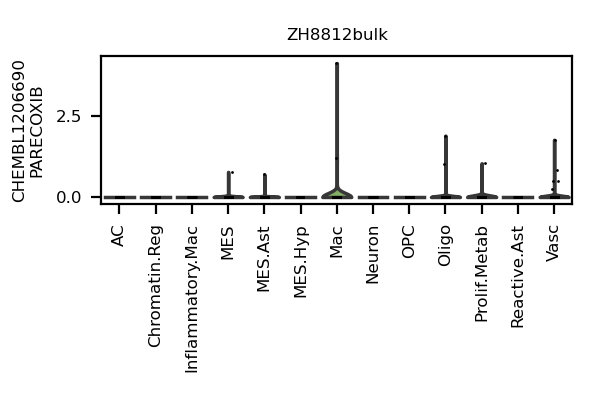 ZH8812bulk
CHEMBL1206690
PARECOXIB
2.5
0.0
AC
Chromatin.Reg
Inflammatory.Mac
MES
MES.Ast
MES.Hyp
Mac
Neuron
OPC
Oligo
Prolif.Metab
Reactive.Ast
Vasc